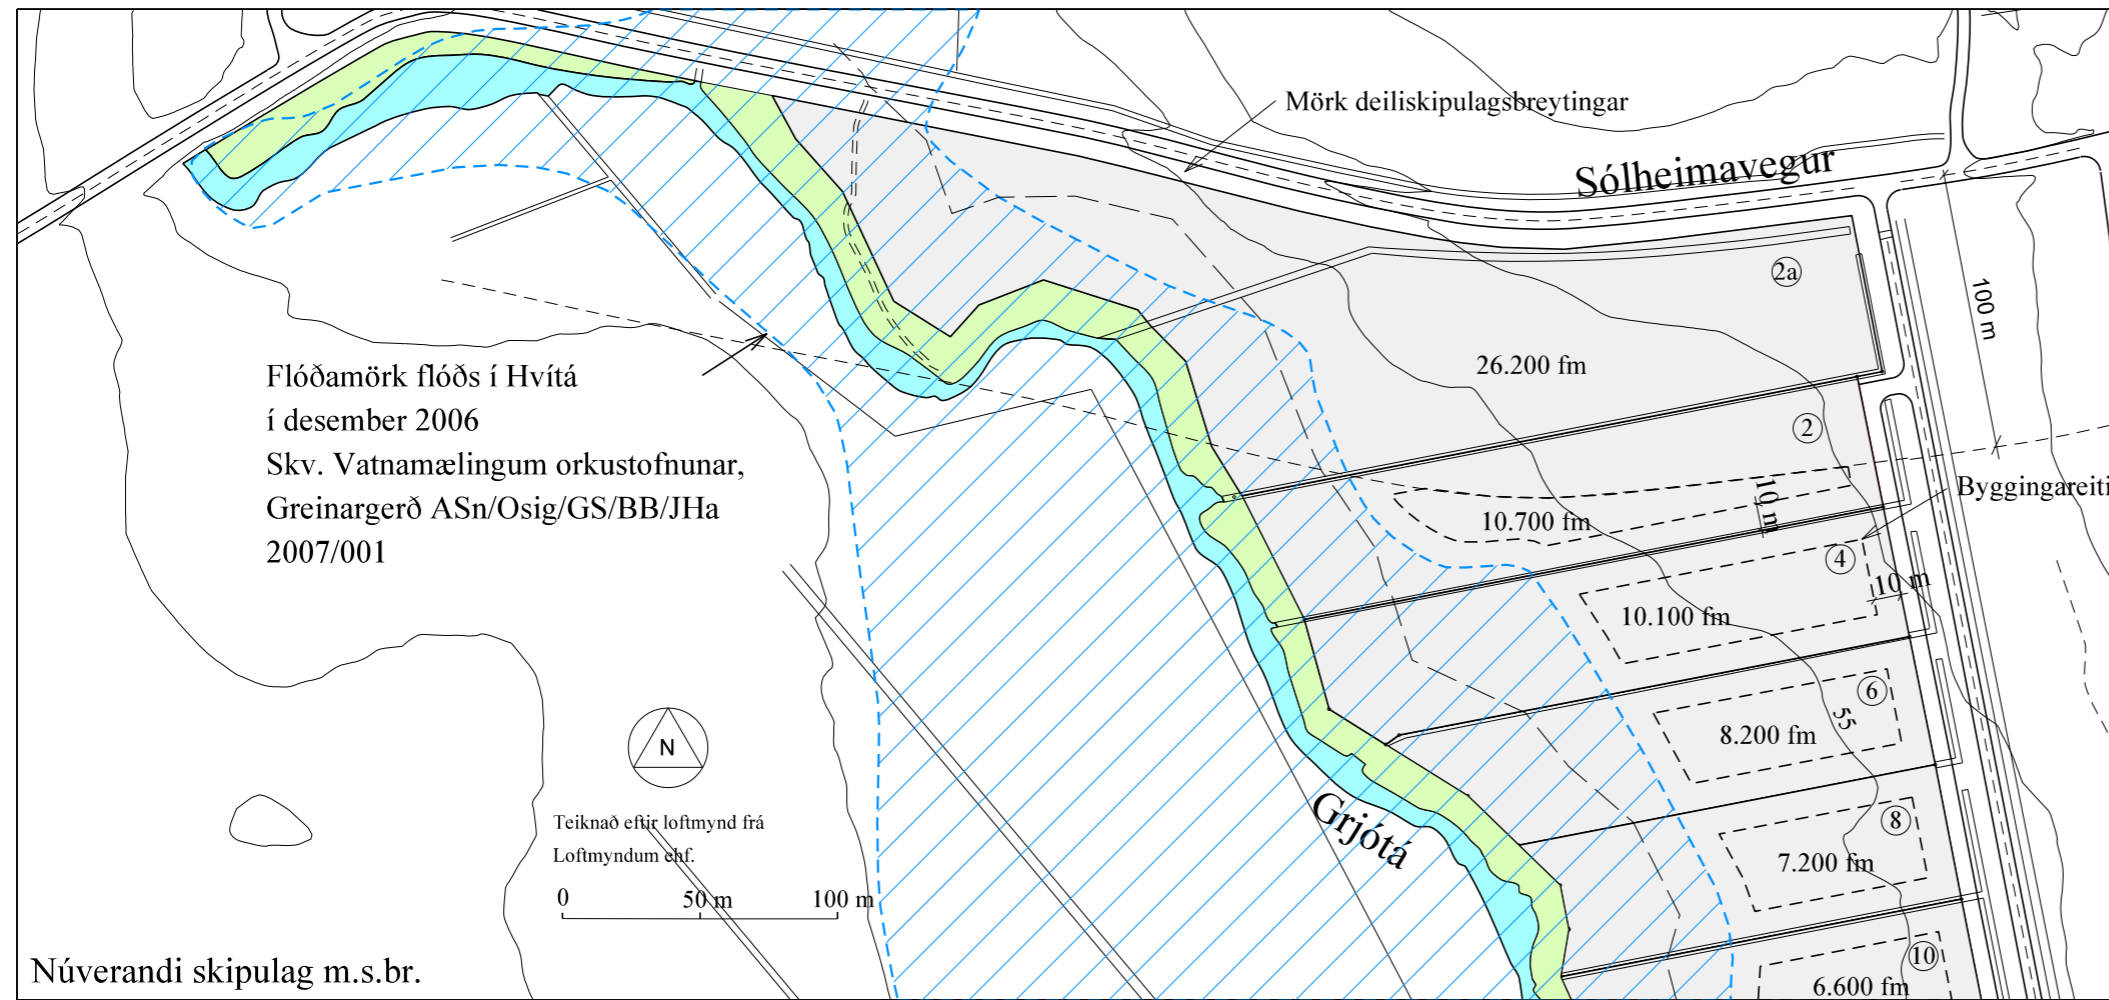 Mörk deiliskipulagsbreytingar
Sólheimavegur
2a
100 m
26.200 fm
Flóðamörk flóðs í Hvítá
í desember 2006
Skv. Vatnamælingum orkustofnunar,
Greinargerð ASn/Osig/GS/BB/JHa
2007/001
2
10 m
Byggingareiti
10.700 fm
4
10 m
10.100 fm
6
55
8.200 fm
N
Grjótá
8
7.200 fm
Teiknað eftir loftmynd frá
Loftmyndum ehf.
0 50 m 100 m
10
6.600 fm
Núverandi skipulag m.s.br.